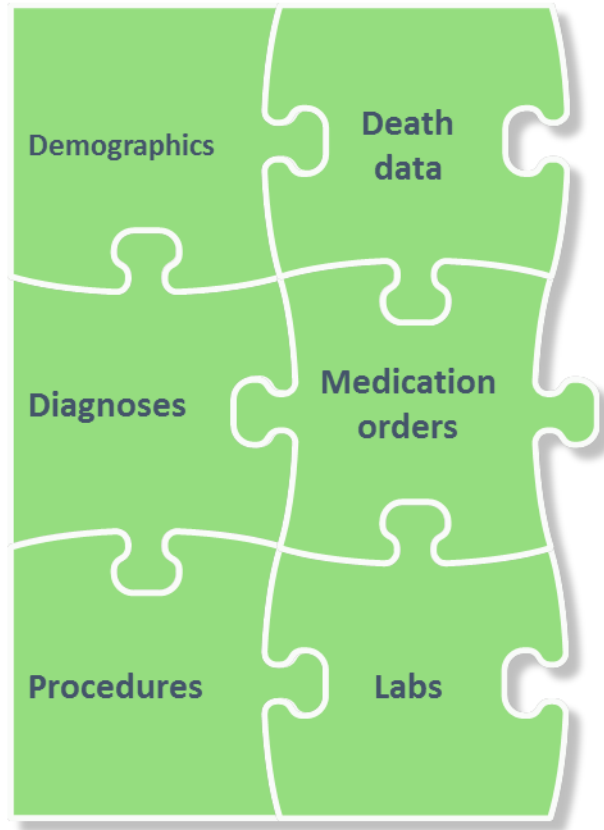 Demographics
Death
data
Diagnoses
Medication
orders
Procedures
Labs